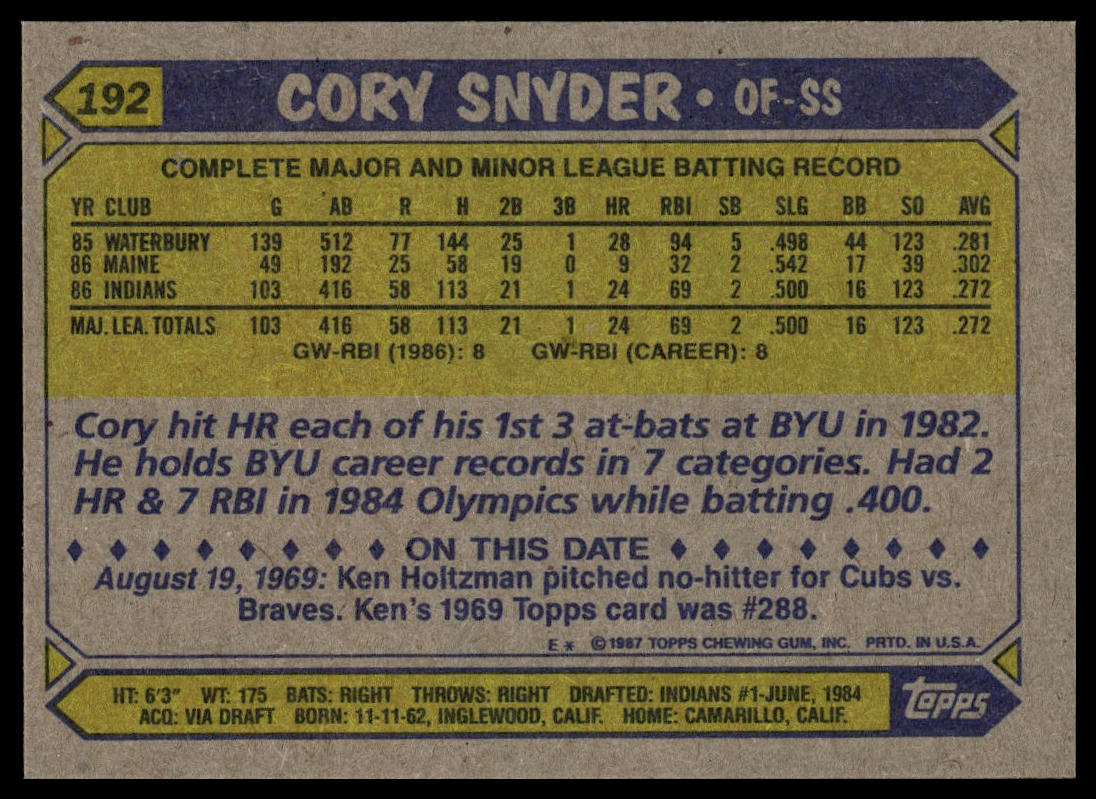 192 CORY SNYDER • OF-SS
COMPLETE MAJOR AND MINOR LEAGUE BATTING RECORD
YR CLUB G AB R H 2B 3B HR RBI SB SLG BB SO AVG
85 WATERBURY 139 512 77 144 25 1 28 94 5 .498 44 123 .281
86 MAINE 49 192 25 58 19 0 9 32 2 .542 17 39 .302
86 INDIANS 103 416 58 113 21 1 24 69 2 .500 16 123 .272
MAJ. LEA. TOTALS 103 416 58 113 21 1 24 69 2 .500 16 123 .272
GW-RBI (1986): 8 GW-RBI (CAREER): 8
Cory hit HR each of his 1st 3 at-bats at BYU in 1982.
He holds BYU career records in 7 categories. Had 2
HR & 7 RBI in 1984 Olympics while batting .400.
ON THIS DATE
August 19, 1969: Ken Holtzman pitched no-hitter for Cubs vs.
Braves. Ken's 1969 Topps card was #288.
E * ©1987 TOPPS CHEWING GUM, INC. PRTD. IN U.S.A.
HT: 6'3" WT: 175 BATS: RIGHT THROWS: RIGHT DRAFTED: INDIANS #1-JUNE, 1984
ACQ: VIA DRAFT BORN: 11-11-62, INGLEWOOD, CALIF. HOME: CAMARILLO, CALIF.
topps